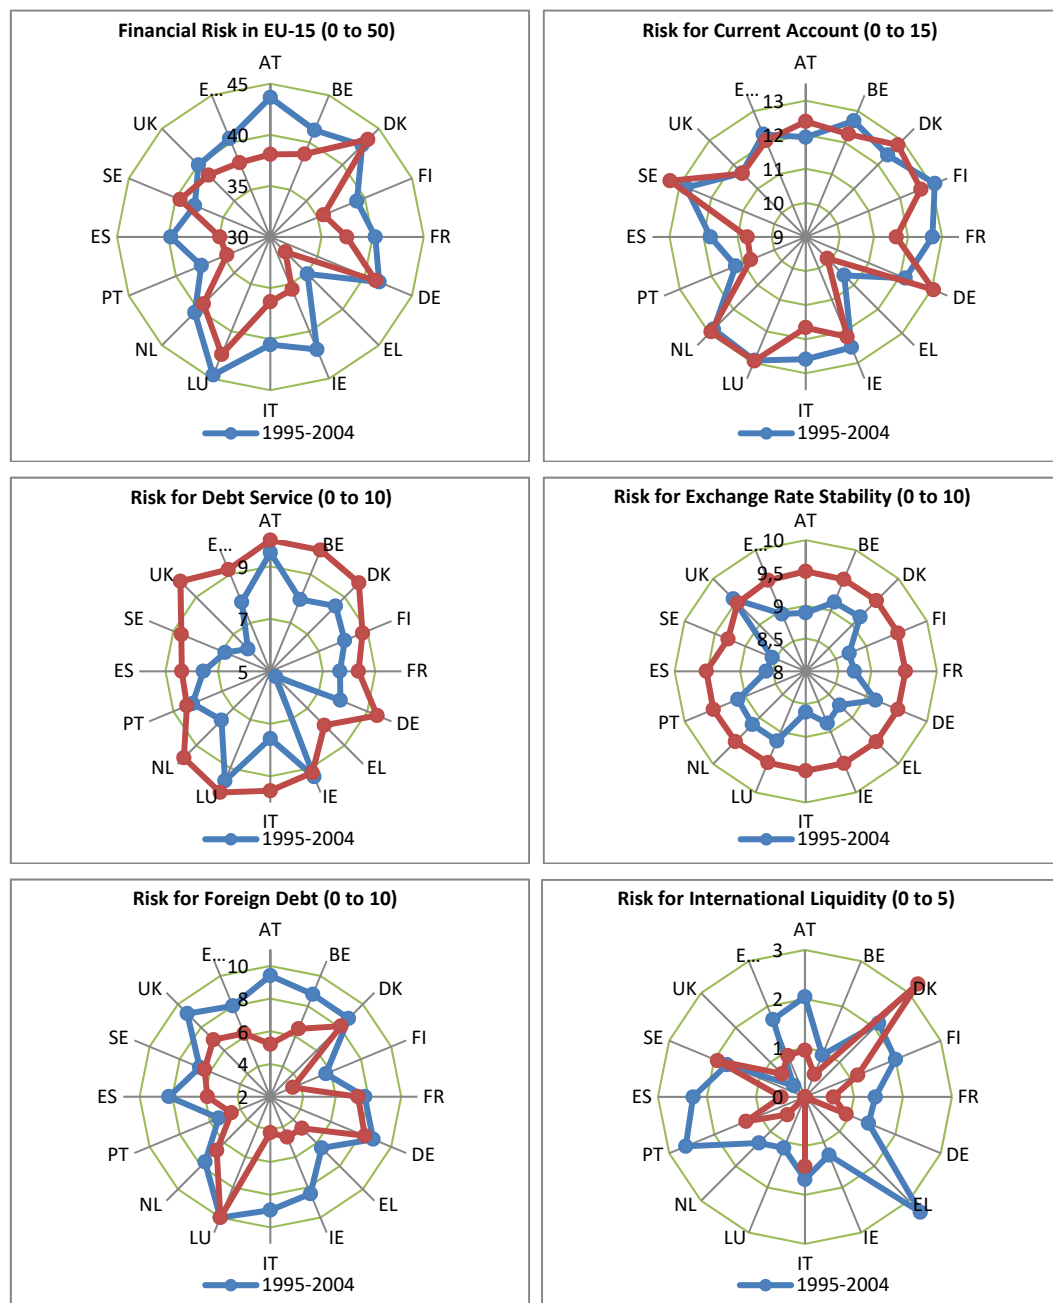 Financial Risk in EU-15 (0 to 50)
AT
45
E...
BE
40
UK
DK
35
SE
FI
30
ES
FR
PT
DE
NL
EL
LU
IE
IT
1995-2004
Risk for Current Account (0 to 15)
AT
13
E...
BE
12
UK
DK
11
SE
FI
10
9
ES
FR
PT
DE
NL
EL
LU
IE
IT
1995-2004
Risk for Debt Service (0 to 10)
AT
E...
BE
9
UK
DK
7
SE
FI
5
ES
FR
PT
DE
NL
EL
LU
IE
IT
1995-2004
Risk for Exchange Rate Stability (0 to 10)
AT
10
E...
BE
9,5
UK
DK
9
SE
FI
8,5
8
ES
FR
PT
DE
NL
EL
LU
IE
IT
1995-2004
Risk for Foreign Debt (0 to 10)
AT
10
E...
BE
8
UK
DK
6
SE
FI
4
2
ES
FR
PT
DE
NL
EL
LU
IE
IT
1995-2004
Risk for International Liquidity (0 to 5)
AT
3
E...
BE
2
UK
DK
SE
FI
1
0
ES
FR
PT
DE
NL
EL
LU
IE
IT
1995-2004